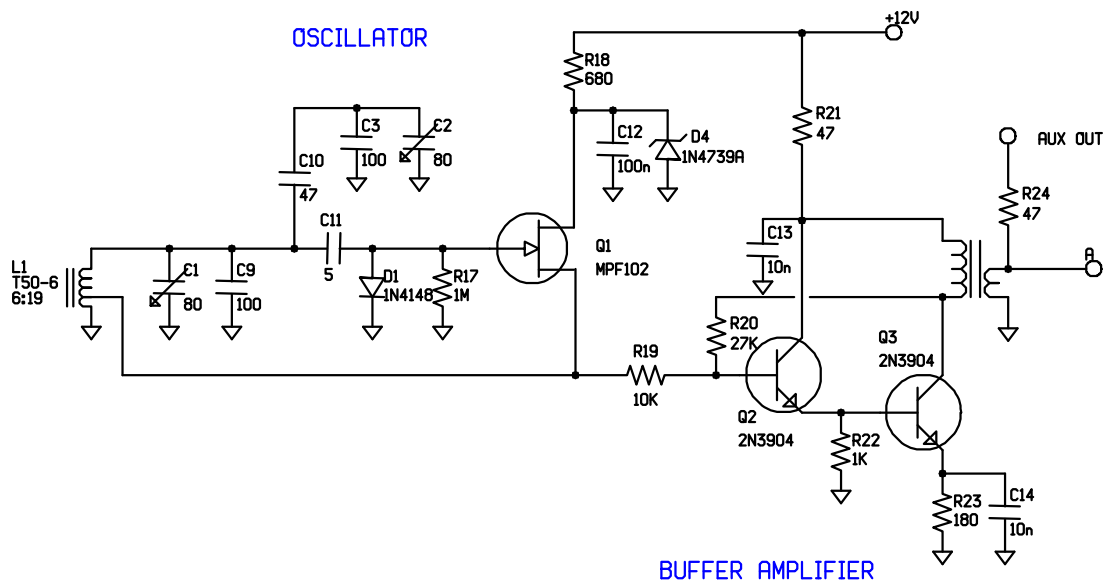 OSCILLATOR
+12V
R18
680
C3
100
C2
80
C12
100n
D4
1N4739A
R21
47
AUX OUT
C10
47
R24
47
C11
5
Q1
MPF102
C13
10n
A
L1
T50-6
6:19
C1
80
C9
100
D1
1N4148
R17
1M
R20
27K
Q3
2N3904
R19
10K
Q2
2N3904
R22
1K
R23
180
C14
10n
BUFFER AMPLIFIER